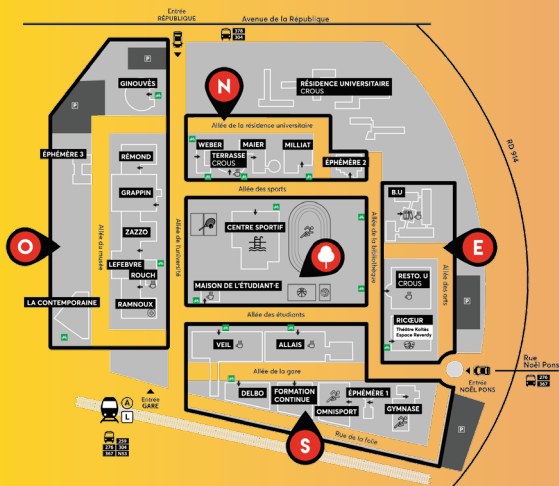 Entrée
RÉPUBLIQUE
Avenue de la République
378
304
P
GINOUVÈS
P
N
RÉSIDENCE UNIVERSITAIRE
CROUS
Allée de la résidence universitaire
WEBER
MAIER
MILLIAT
TERRASSE
CROUS
ÉPHÉMÈRE 2
ÉPHÉMÈRE 3
RÉMOND
RD 914
Allée des sports
GRAPPIN
B.U
CENTRE SPORTIF
ZAZZO
O
E
Allée du musée
Allée de l'université
Allée de la bibliothèque
Allée des arts
LEFEBVRE
ROUCH
RESTO. U
CROUS
MAISON DE L'ÉTUDIANT·E
LA CONTEMPORAINE
RAMNOUX
P
Allée des étudiants
RICŒUR
Théâtre Koltès
Espace Reverdy
VEIL
ALLAIS
Rue
Noël Pons
Allée de la gare
Entrée
NOËL PONS
276
367
Entrée
GARE
DELBO
FORMATION
CONTINUE
ÉPHÉMÈRE 1
OMNISPORT
GYMNASE
A
L
P
S
Rue de la folie
259
276 304
367 N53